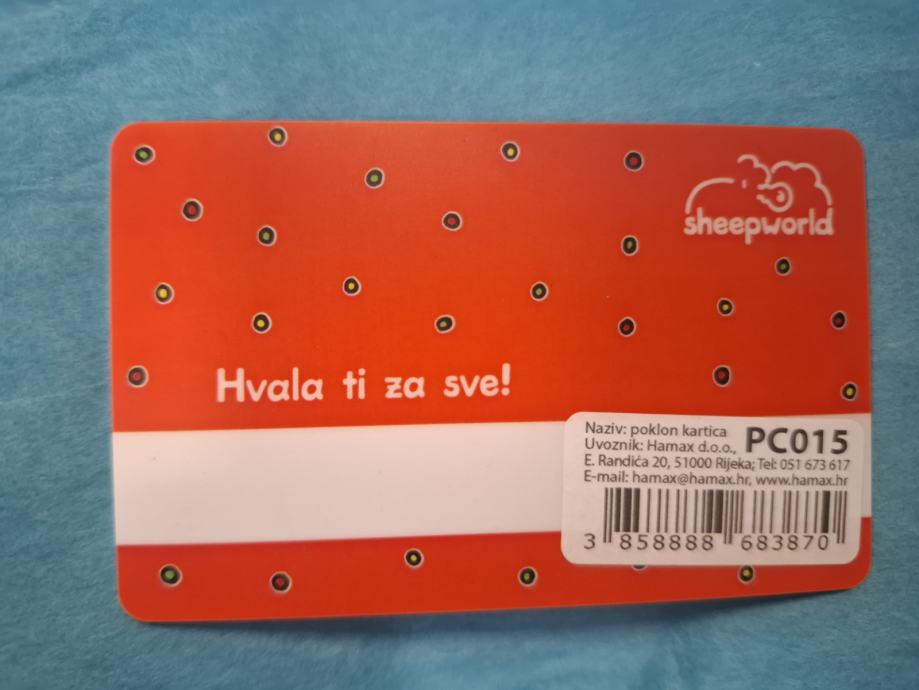 sheepworld
Hvala ti za sve!
Naziv: poklon kartica
Uvoznik: Hamax d.o.o., PC015
E. Randića 20, 51000 Rijeka; Tel: 051 673 617
E-mail: hamax@hamax.hr, www.hamax.hr
3 858888 683870